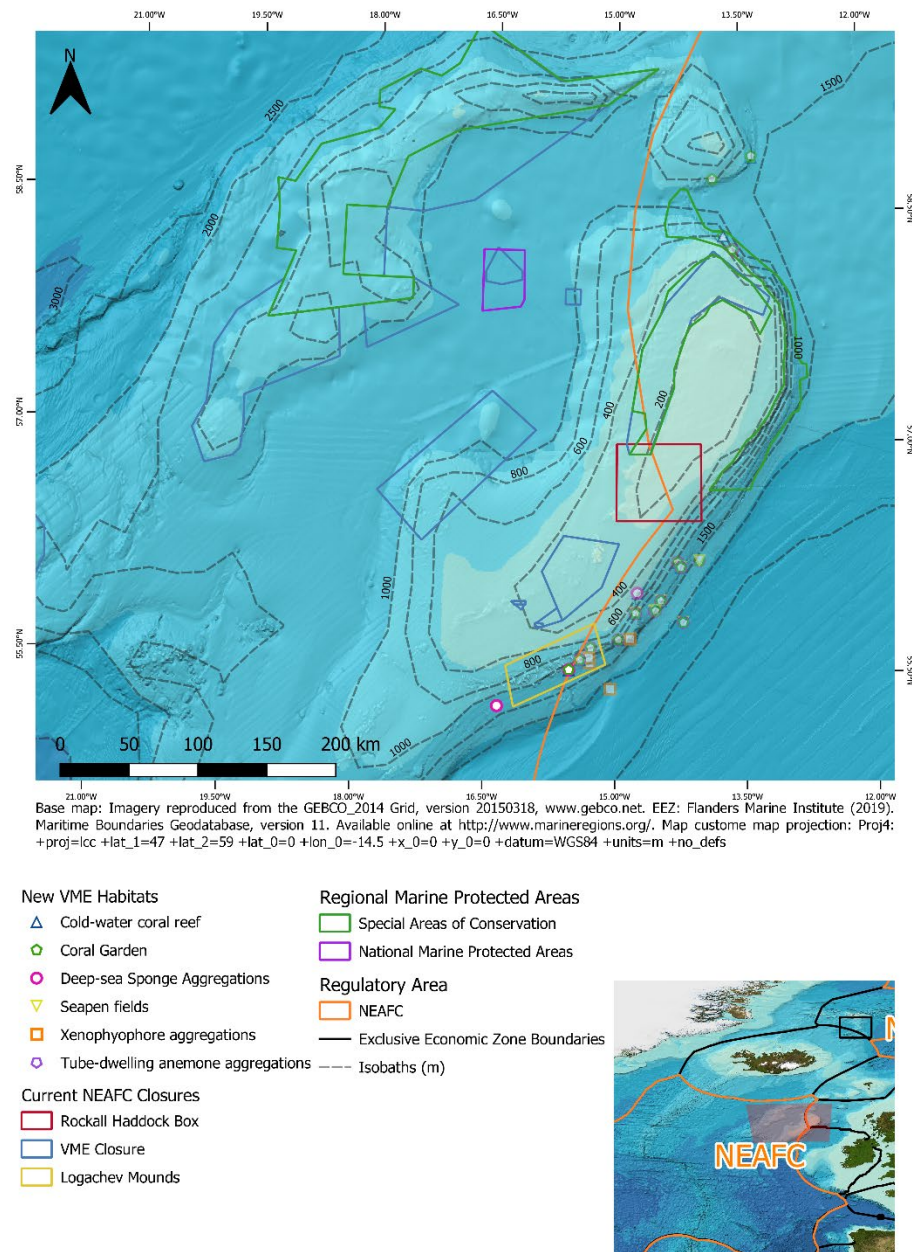 21.00°W 19.50°W 18.00°W 16.50°W 15.00°W 13.50°W 12.00°W
N
1500
2500
58.50°N
58.50°N
2000
3000
1000
200
400
57.00°N
600
800
1500
1000
400
600
55.50°N
800
1000
0 50 100 150 200 km
21.00°W 19.50°W 18.00°W 16.50°W 15.00°W 13.50°W 12.00°W
Base map: Imagery reproduced from the GEBCO_2014 Grid, version 20150318, www.gebco.net. EEZ: Flanders Marine Institute (2019).
Maritime Boundaries Geodatabase, version 11. Available online at http://www.marineregions.org/. Map custome map projection: Proj4:
+proj=lcc +lat_1=47 +lat_2=59 +lat_0=0 +lon_0=-14.5 +x_0=0 +y_0=0 +datum=WGS84 +units=m +no_defs
New VME Habitats
Cold-water coral reef
Coral Garden
Deep-sea Sponge Aggregations
Seapen fields
Xenophyophore aggregations
Tube-dwelling anemone aggregations
Current NEAFC Closures
Rockall Haddock Box
VME Closure
Logachev Mounds
Regional Marine Protected Areas
Special Areas of Conservation
National Marine Protected Areas
Regulatory Area
NEAFC
Exclusive Economic Zone Boundaries
Isobaths (m)
N
NEAFC